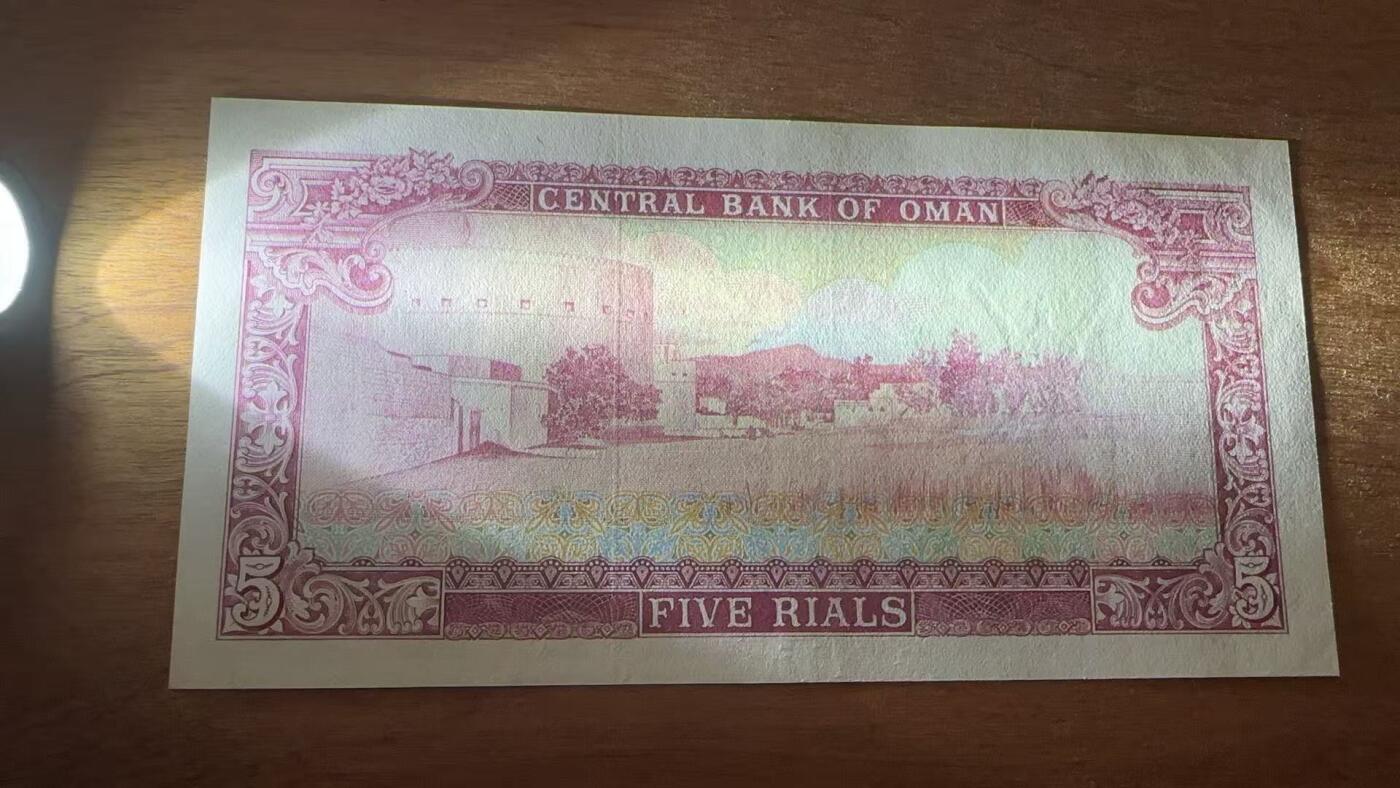 CENTRAL BANK OF OMAN
5 5
FIVE RIALS